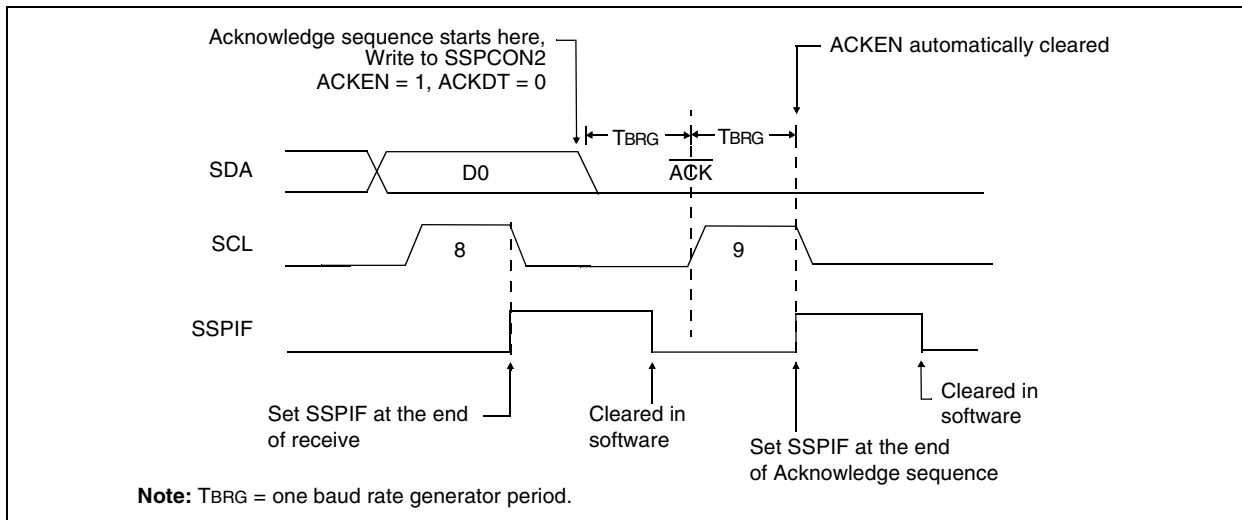 Acknowledge sequence starts here,
Write to SSPCON2
ACKEN = 1, ACKDT = 0
ACKEN automatically cleared
TBRG
TBRG
SDA
D0
ACK
SCL
8
9
SSPIF
Set SSPIF at the end
of receive
Cleared in
software
Set SSPIF at the end
of Acknowledge sequence
Cleared in
software
Note: TBRG = one baud rate generator period.